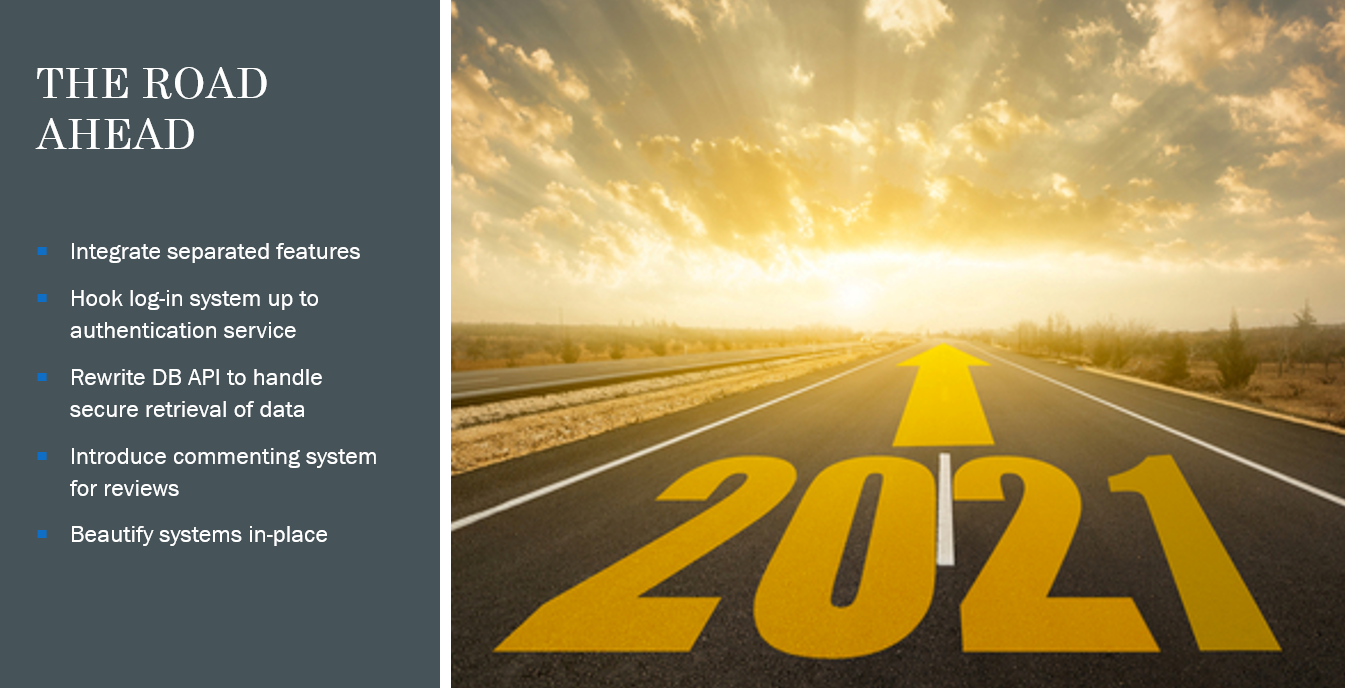 THE ROAD
AHEAD
Integrate separated features
Hook log-in system up to
authentication service
Rewrite DB API to handle
secure retrieval of data
Introduce commenting system
for reviews
Beautify systems in-place
2021